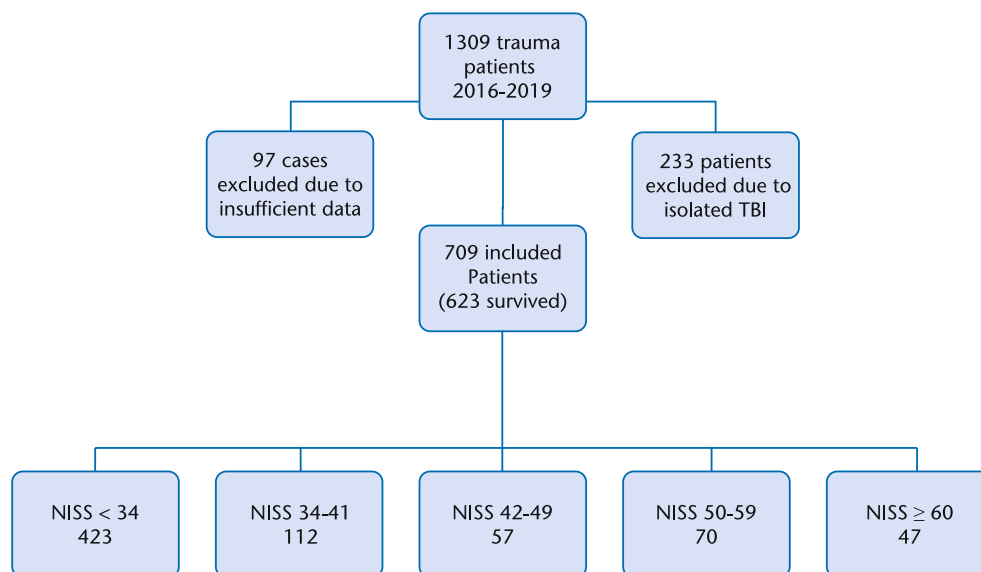 1309 trauma
patients
2016-2019
97 cases
excluded due to
insufficient data
233 patients
excluded due to
isolated TBI
709 included
Patients
(623 survived)
NISS < 34
423
NISS 34-41
112
NISS 42-49
57
NISS 50-59
70
NISS ≥ 60
47